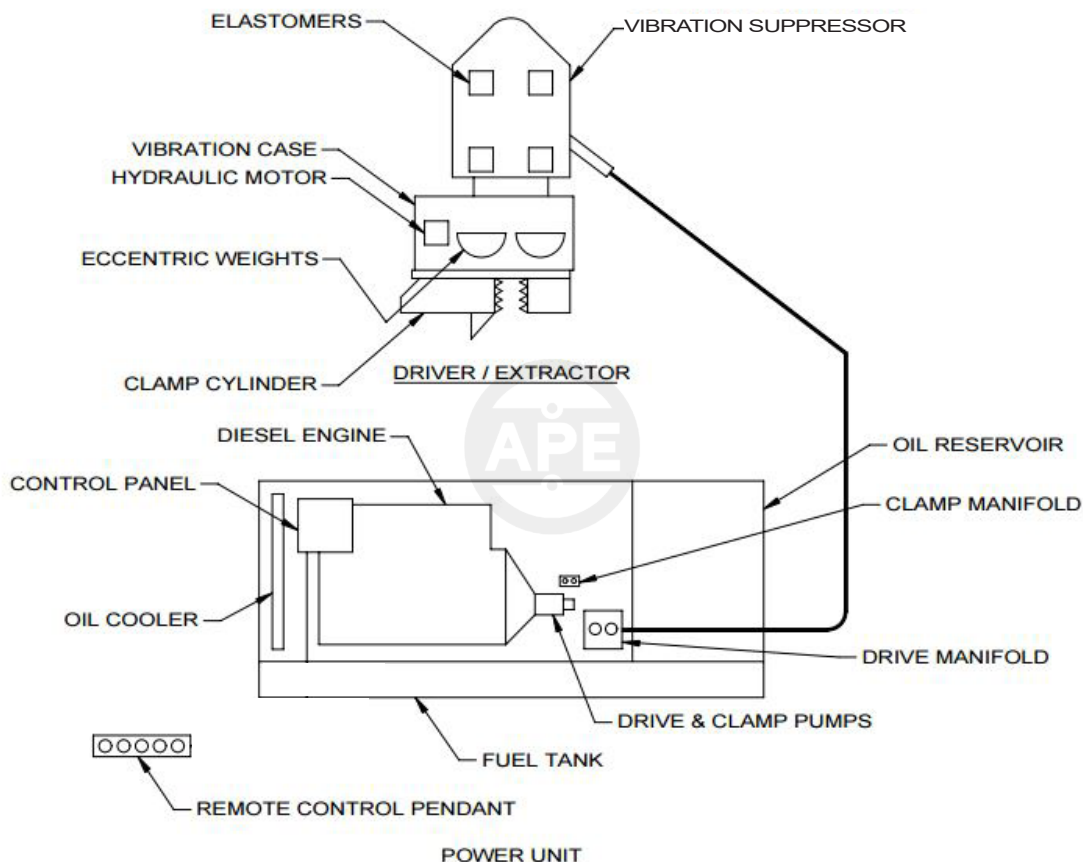 ELASTOMERS
VIBRATION SUPPRESSOR
VIBRATION CASE
HYDRAULIC MOTOR
ECCENTRIC WEIGHTS
CLAMP CYLINDER
DRIVER / EXTRACTOR
APE
DIESEL ENGINE
OIL RESERVOIR
CONTROL PANEL
CLAMP MANIFOLD
OIL COOLER
DRIVE MANIFOLD
DRIVE & CLAMP PUMPS
FUEL TANK
REMOTE CONTROL PENDANT
POWER UNIT